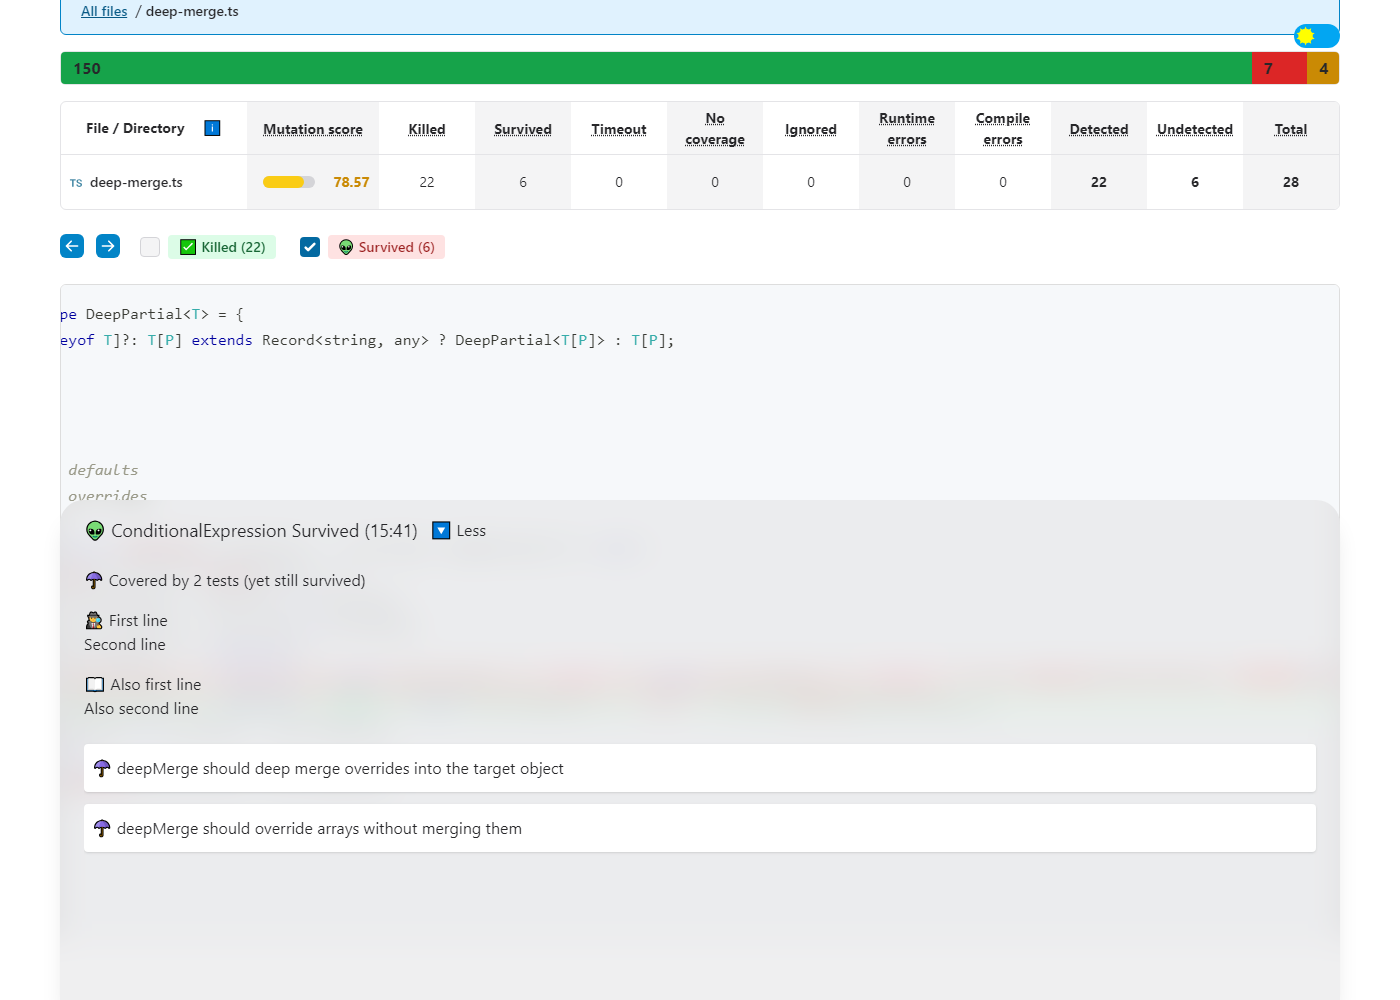 All files / deep-merge.ts
150 7 4
File / Directory Mutation score Killed Survived Timeout No coverage Ignored Runtime errors Compile errors Detected Undetected Total
TS deep-merge.ts 78.57 22 6 0 0 0 0 0 22 6 28
Killed (22) Survived (6)
pe DeepPartial<T> = {
eyof T]?: T[P] extends Record<string, any> ? DeepPartial<T[P]> : T[P];
defaults
overrides
ConditionalExpression Survived (15:41) Less
Covered by 2 tests (yet still survived)
First line
Second line
Also first line
Also second line
deepMerge should deep merge overrides into the target object
deepMerge should override arrays without merging them